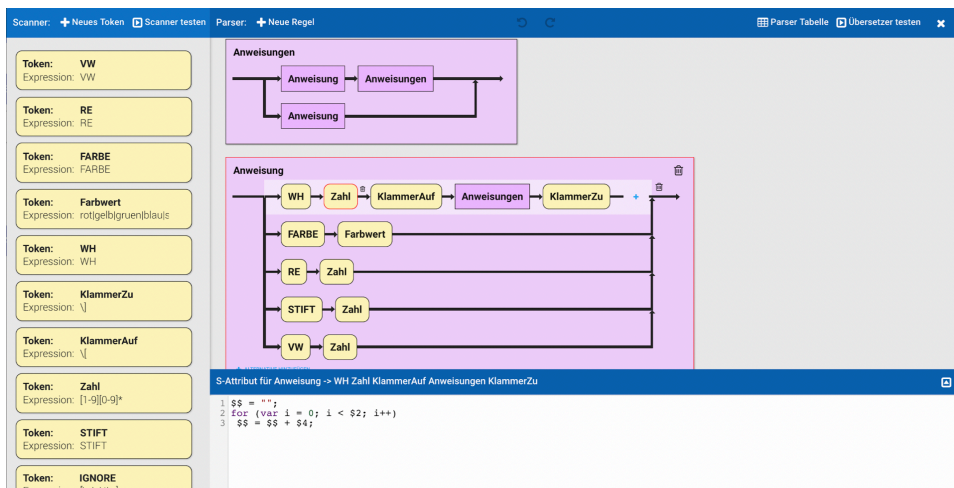 Scanner: Neues Token Scanner testen Parser: Neue Regel Parser Tabelle Übersetzer testen
Token: VW
Expression: VW
Token: RE
Expression: RE
Token: FARBE
Expression: FARBE
Token: Farbwert
Expression: rot|gelb|gruen|blau|s
Token: WH
Expression: WH
Token: KlammerZu
Expression: \]
Token: KlammerAuf
Expression: \[
Token: Zahl
Expression: [1-9][0-9]*
Token: STIFT
Expression: STIFT
Token: IGNORE
Anweisungen
Anweisung Anweisungen
Anweisung
Anweisung
WH Zahl KlammerAuf Anweisungen KlammerZu +
FARBE Farbwert
RE Zahl
STIFT Zahl
VW Zahl
S-Attribut für Anweisung -> WH Zahl KlammerAuf Anweisungen KlammerZu
1 $$ = "";
2 for (var i = 0; i < $2; i++)
3 $$ = $$ + $4;